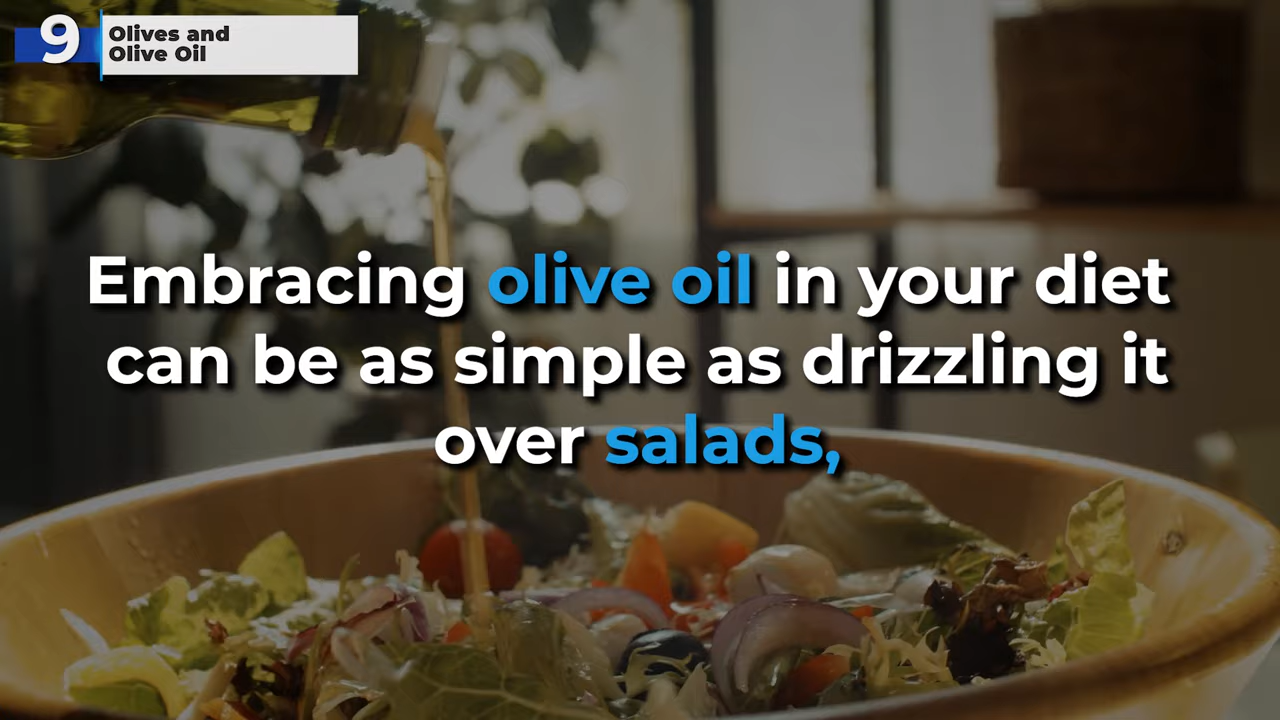 9
Olives and
Olive Oil
Embracing olive oil in your diet
can be as simple as drizzling it
over salads,